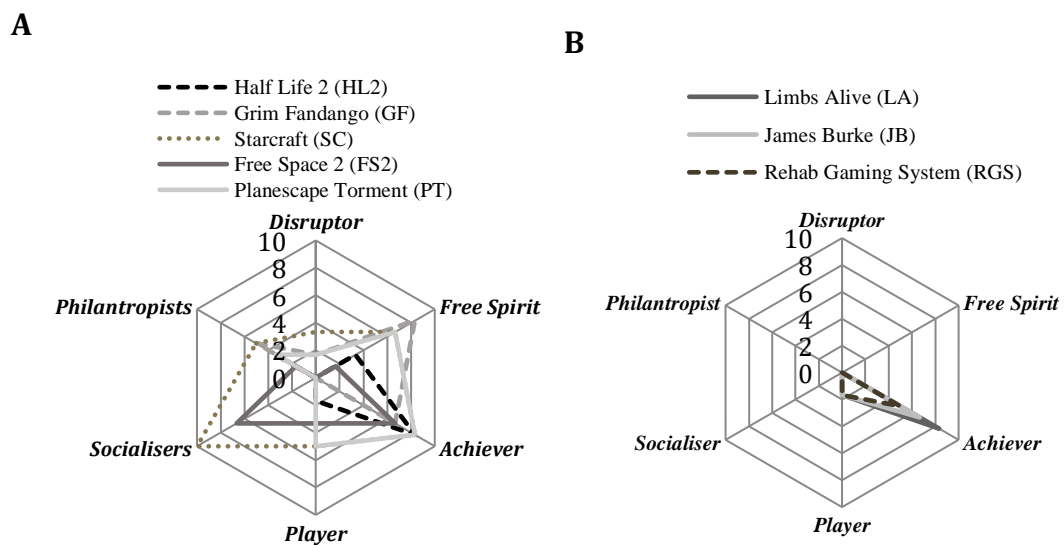 A
Half Life 2 (HL2)
Grim Fandango (GF)
Starcraft (SC)
Free Space 2 (FS2)
Planescape Torment (PT)
Disruptor
10
8
6
4
2
0
Philantropists
Free Spirit
Socialisers
Achiever
Player
B
Limbs Alive (LA)
James Burke (JB)
Rehab Gaming System (RGS)
Disruptor
10
8
6
4
2
0
Philantropist
Free Spirit
Socialiser
Achiever
Player